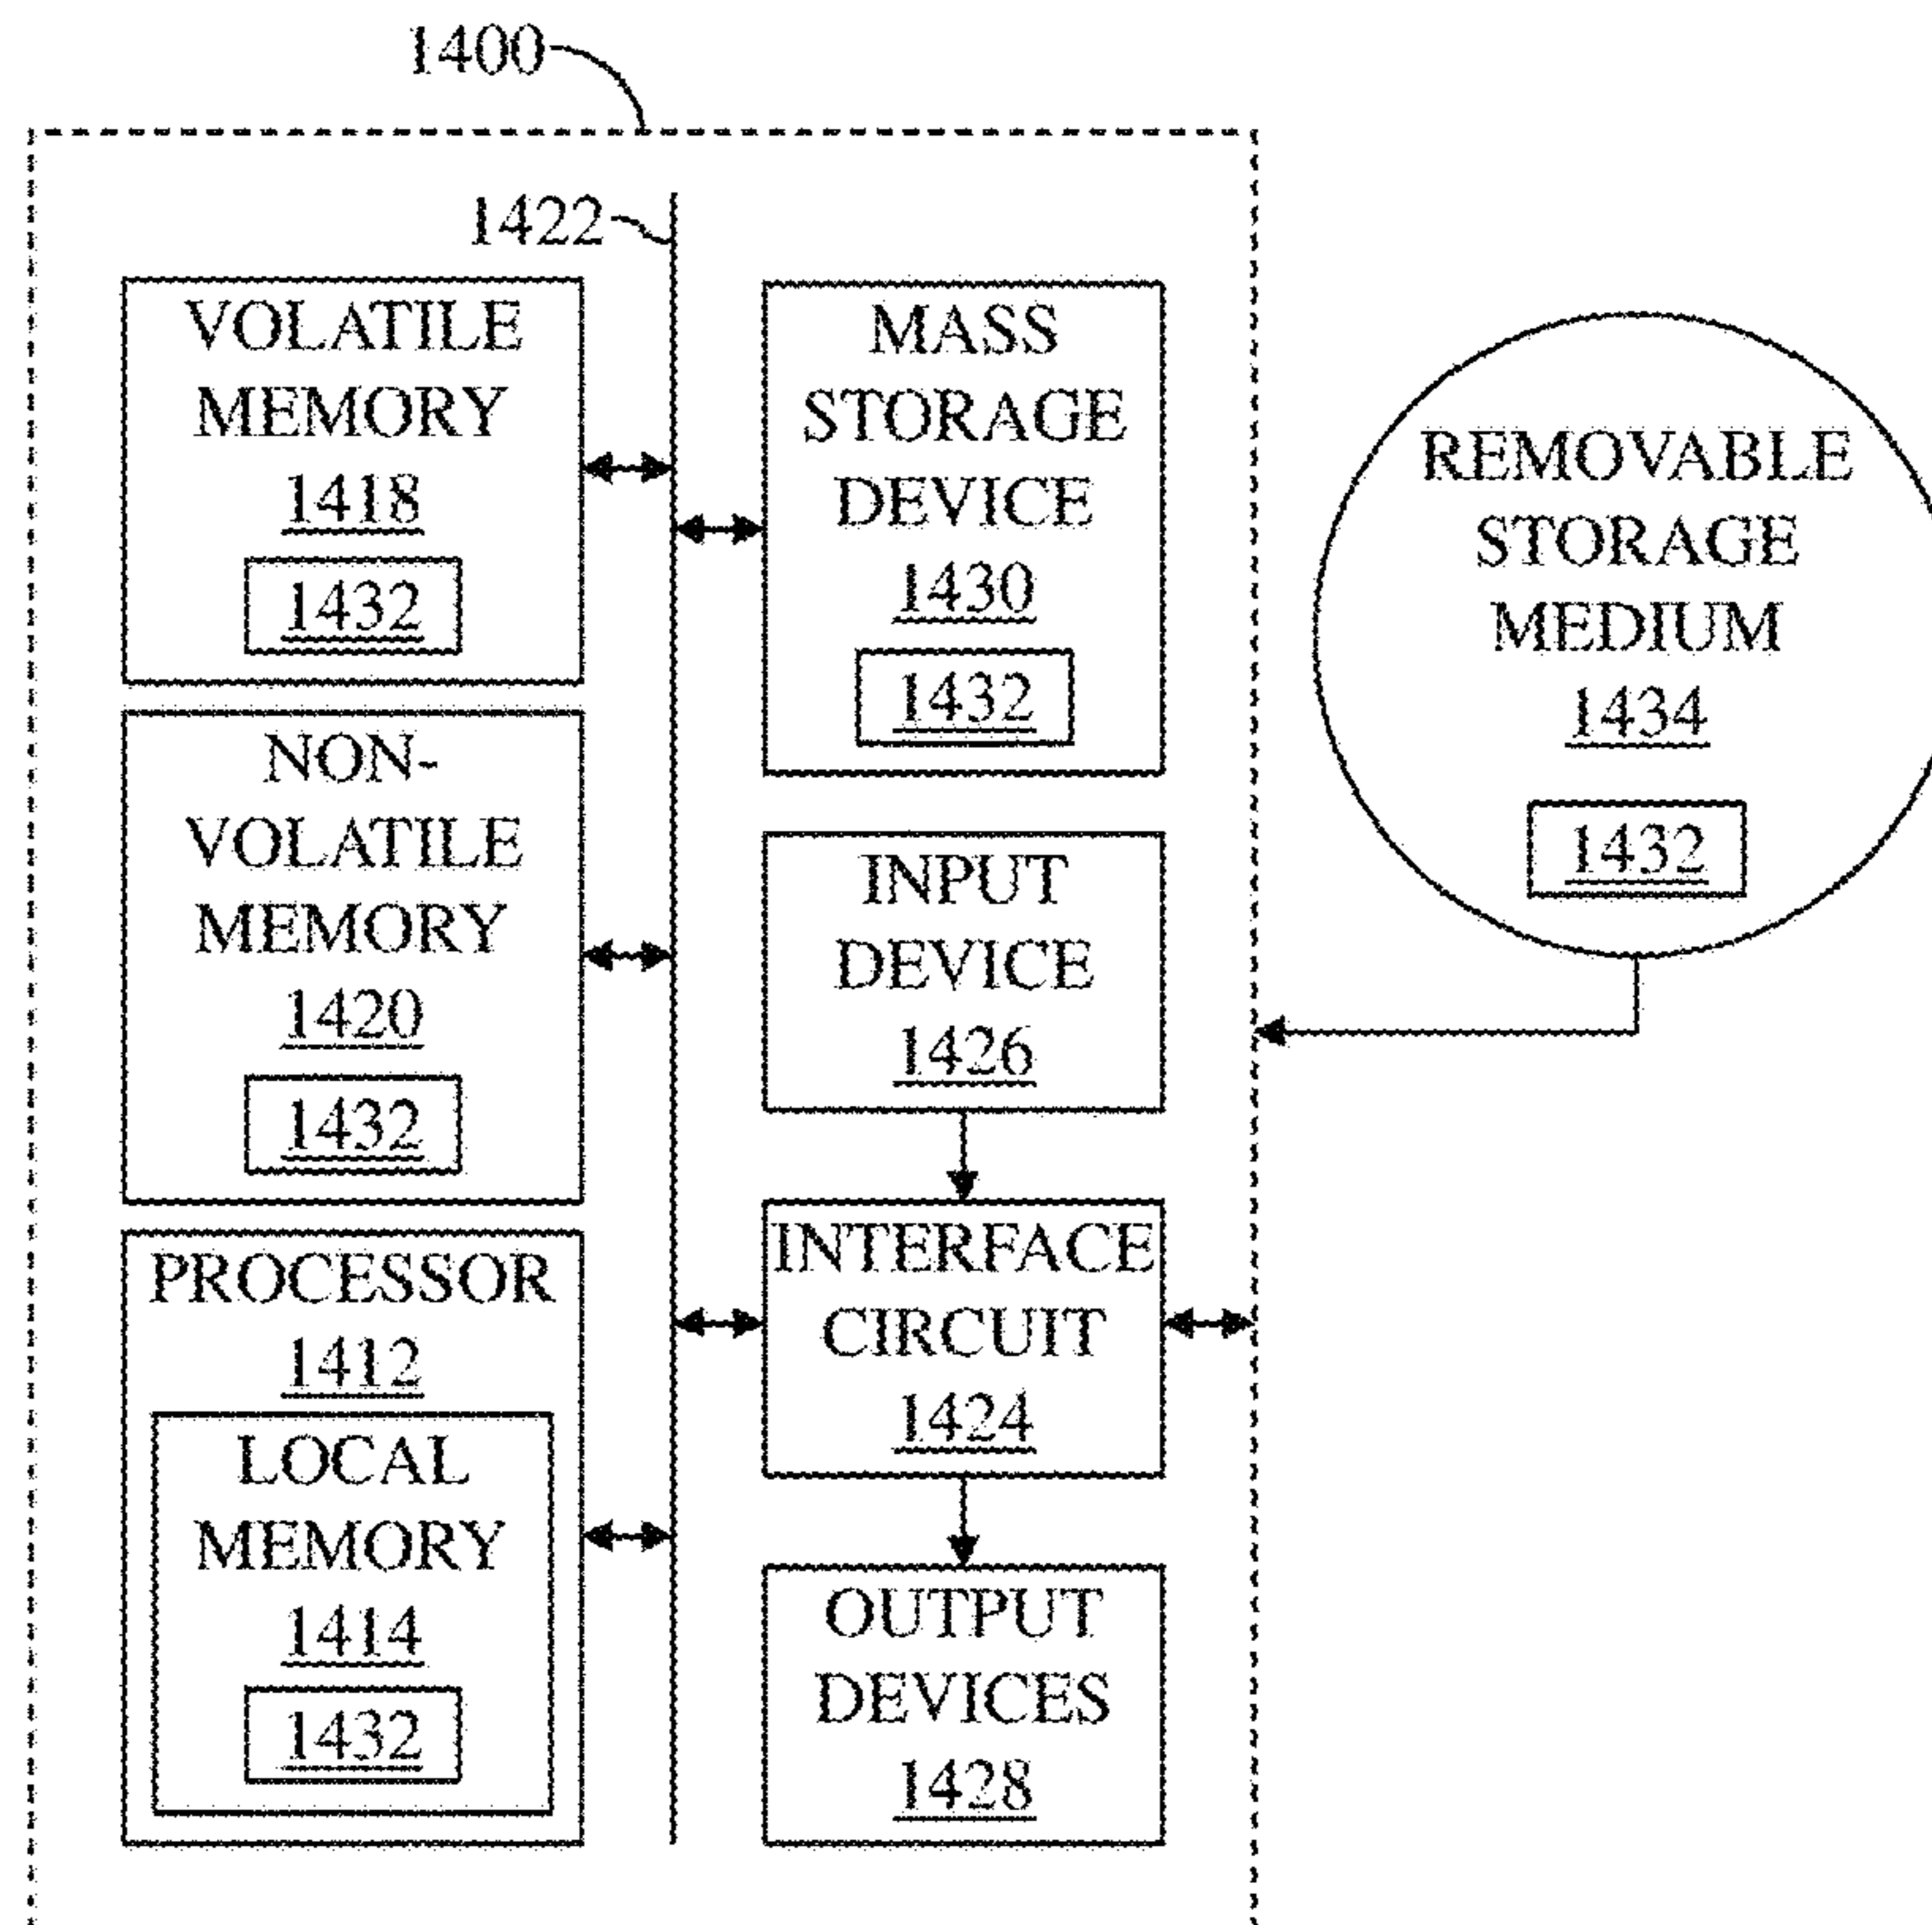 1400
1422
VOLATILE
MEMORY
1418
1432
NON-
VOLATILE
MEMORY
1420
1432
PROCESSOR
1412
LOCAL
MEMORY
1414
1432
MASS
STORAGE
DEVICE
1430
1432
INPUT
DEVICE
1426
INTERFACE
CIRCUIT
1424
OUTPUT
DEVICES
1428
REMOVABLE
STORAGE
MEDIUM
1434
1432